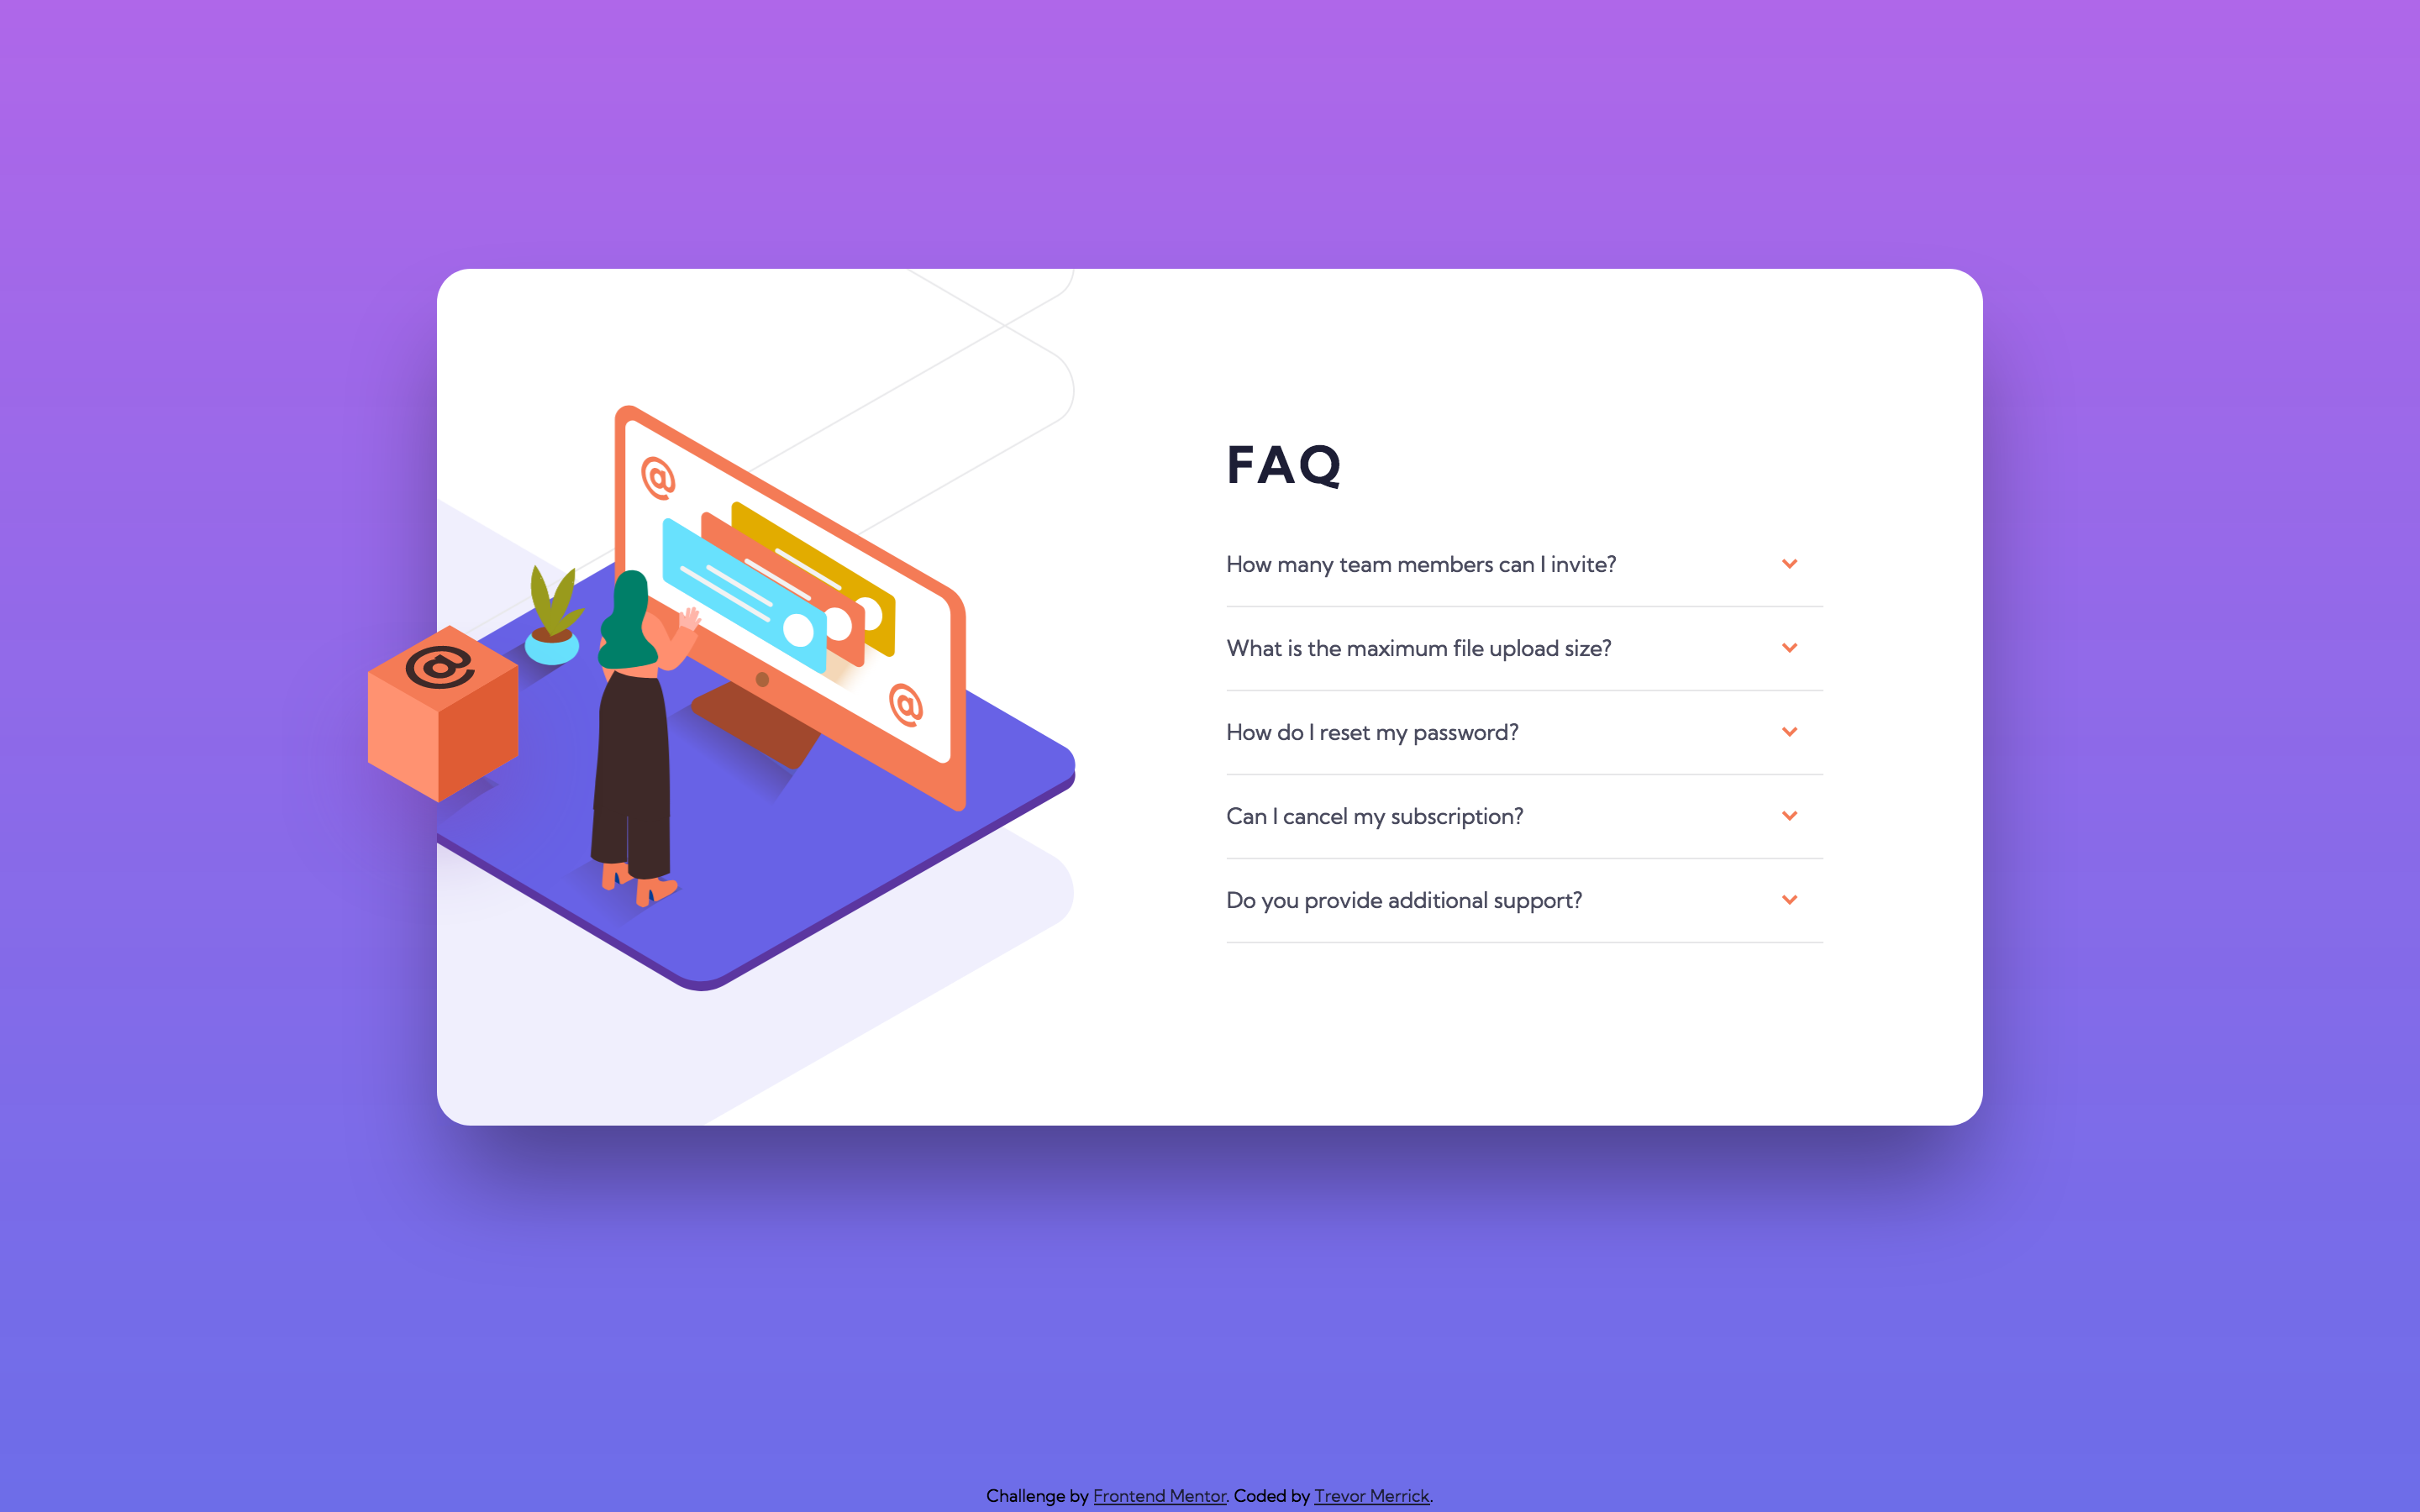 FAQ
How many team members can I invite?
What is the maximum file upload size?
How do I reset my password?
Can I cancel my subscription?
Do you provide additional support?
@
@
@
Challenge by Frontend Mentor. Coded by Trevor Merrick.